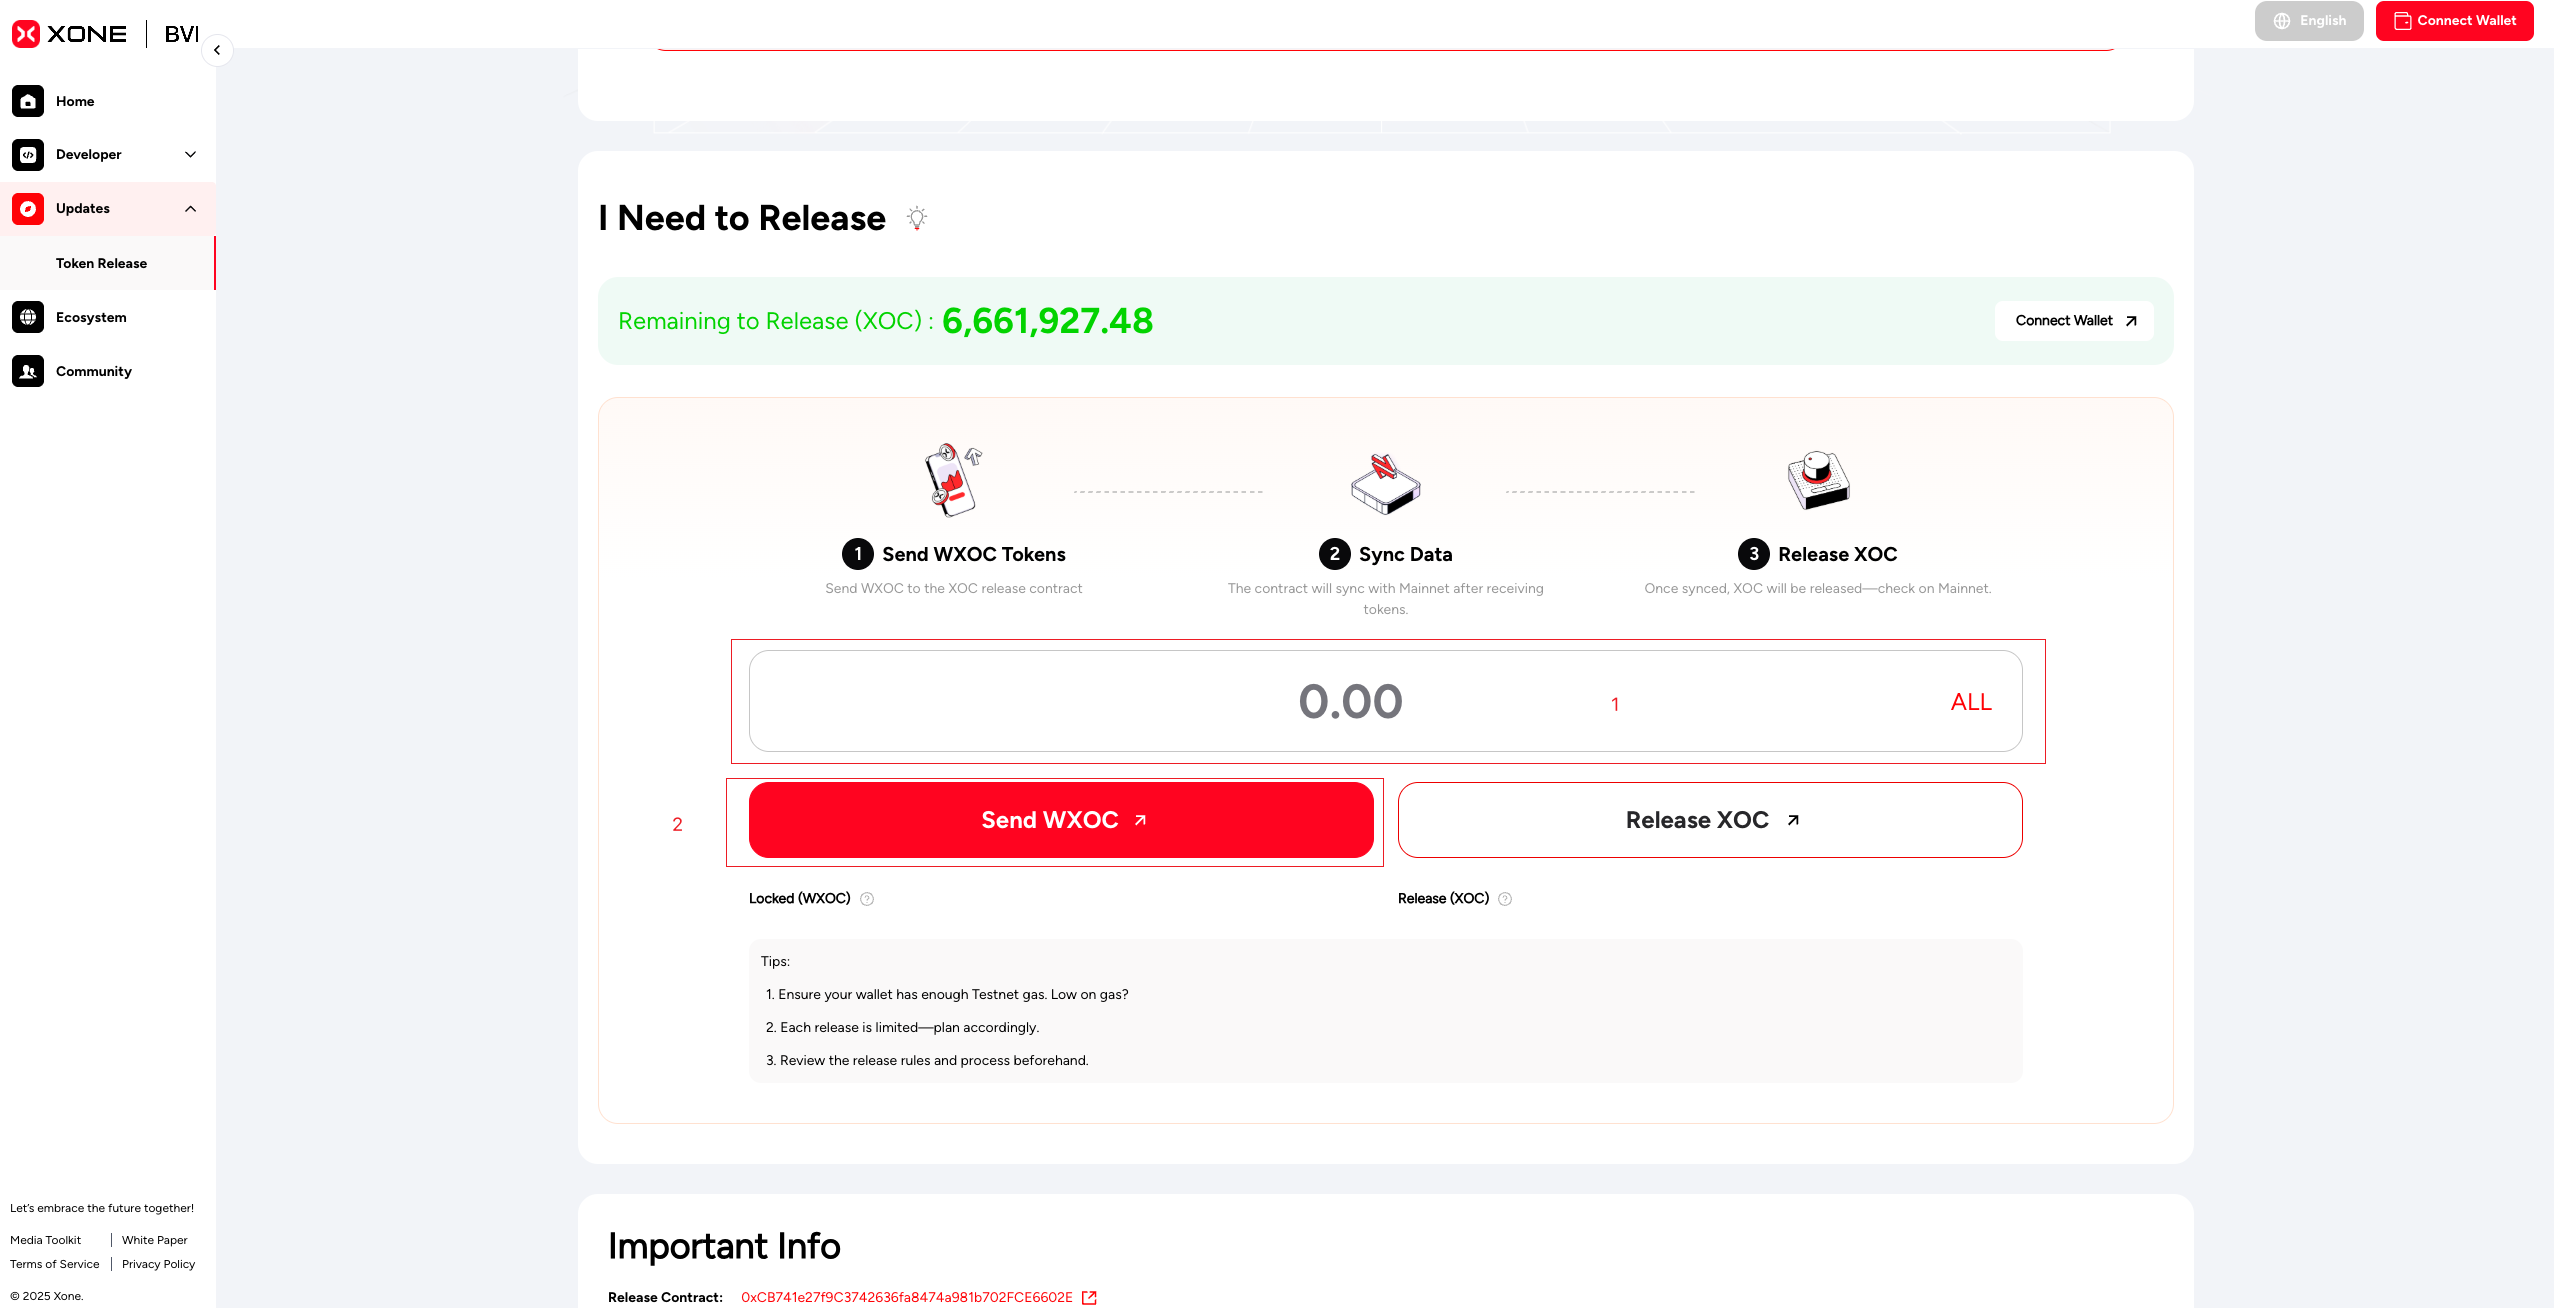 XONE | BVI
English
Connect Wallet
Home
Developer
Updates
Token Release
Ecosystem
Community
I Need to Release
Remaining to Release (XOC) : 6,661,927.48
Connect Wallet
1 Send WXOC Tokens
Send WXOC to the XOC release contract
2 Sync Data
The contract will sync with Mainnet after receiving
tokens.
3 Release XOC
Once synced, XOC will be released—check on Mainnet.
0.00
1
ALL
2
Send WXOC
Release XOC
Locked (WXOC)
Release (XOC)
Tips:
1. Ensure your wallet has enough Testnet gas. Low on gas?
2. Each release is limited—plan accordingly.
3. Review the release rules and process beforehand.
Let's embrace the future together!
Media Toolkit | White Paper
Terms of Service | Privacy Policy
© 2025 Xone.
Important Info
Release Contract: 0xCB741e27f9C3742636fa8474a981b702FCE6602E